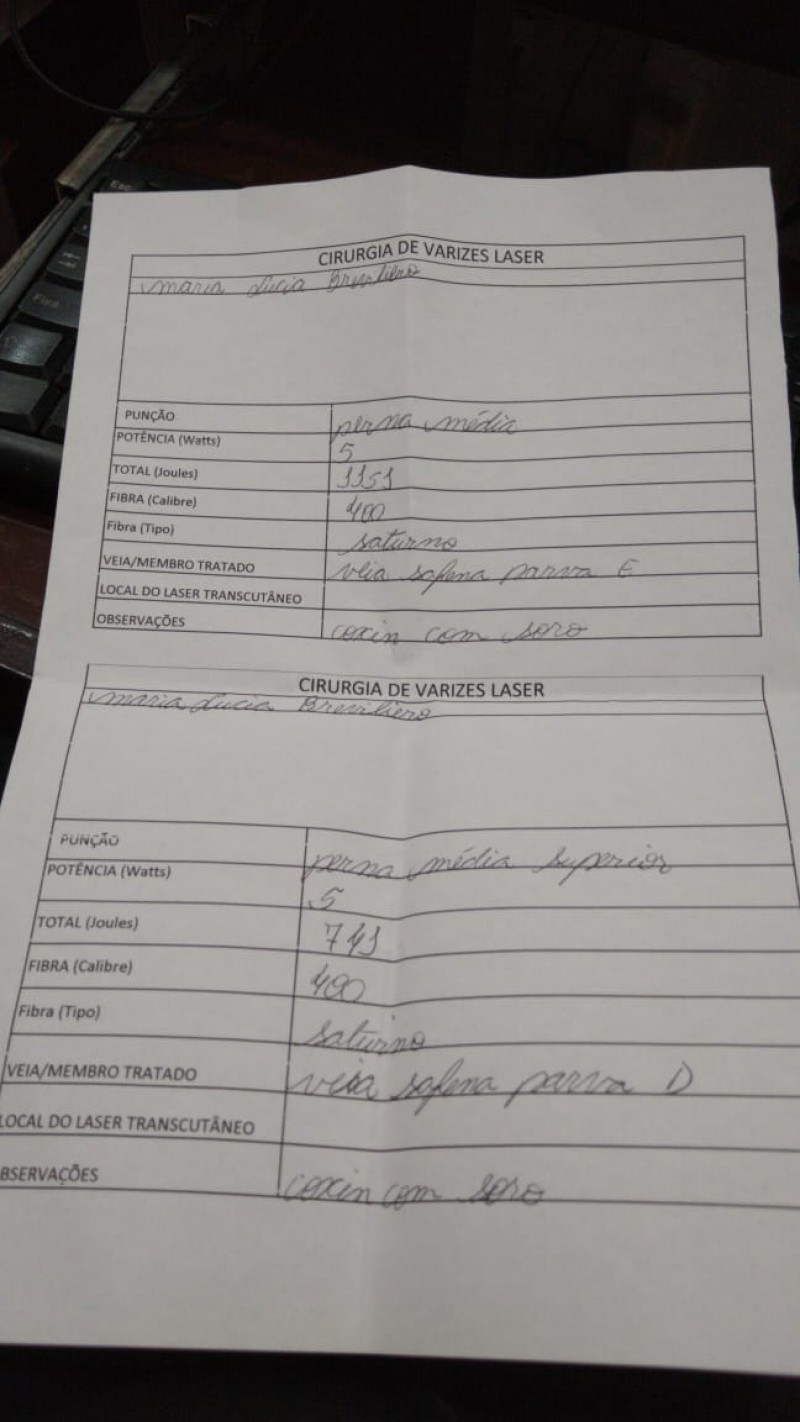 CIRURGIA DE VARIZES LASER
Maria Lucia Breviliero
PUNÇÃO perna média
POTÊNCIA (Watts) 5
TOTAL (Joules) 1151
FIBRA (Calibre) 400
Fibra (Tipo) saturno
VEIA/MEMBRO TRATADO veia safena parva E
LOCAL DO LASER TRANSCUTÂNEO
OBSERVAÇÕES coxin com soro
CIRURGIA DE VARIZES LASER
Maria Lucia Breviliero
PUNÇÃO perna média superior
POTÊNCIA (Watts) 5
TOTAL (Joules) 741
FIBRA (Calibre) 400
Fibra (Tipo) saturno
VEIA/MEMBRO TRATADO veia safena parva D
LOCAL DO LASER TRANSCUTÂNEO
BSERVAÇÕES coxin com soro